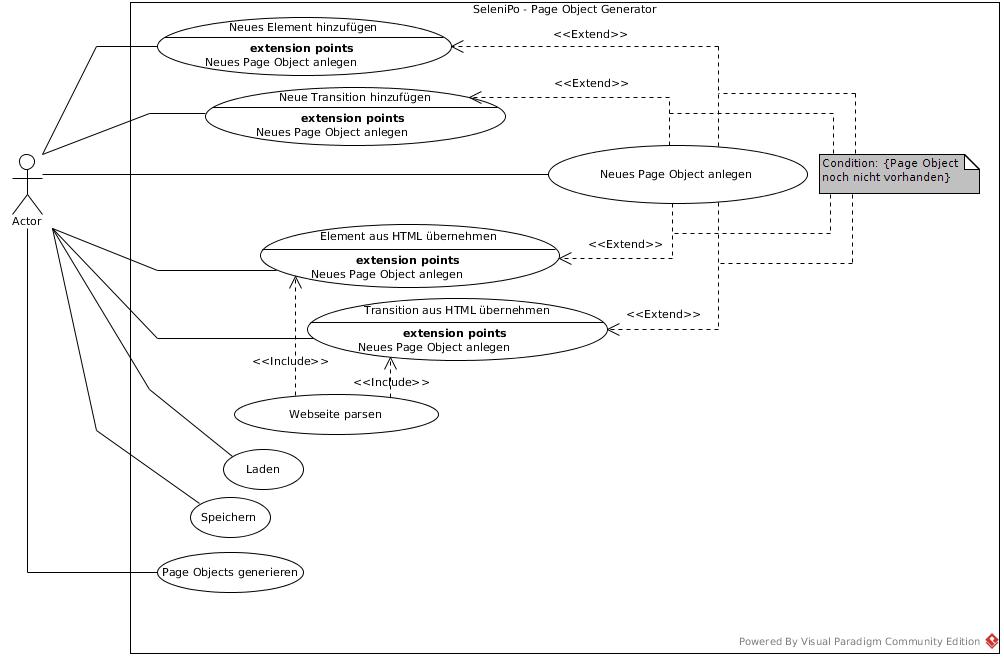 SeleniPo - Page Object Generator
Neues Element hinzufügen
extension points
Neues Page Object anlegen
<<Extend>>
Neue Transition hinzufügen
extension points
Neues Page Object anlegen
<<Extend>>
Neues Page Object anlegen
Condition: {Page Object
noch nicht vorhanden}
Actor
Element aus HTML übernehmen
extension points
Neues Page Object anlegen
<<Extend>>
Transition aus HTML übernehmen
extension points
Neues Page Object anlegen
<<Extend>>
<<Include>>
<<Include>>
Webseite parsen
Laden
Speichern
Page Objects generieren
Powered By Visual Paradigm Community Edition